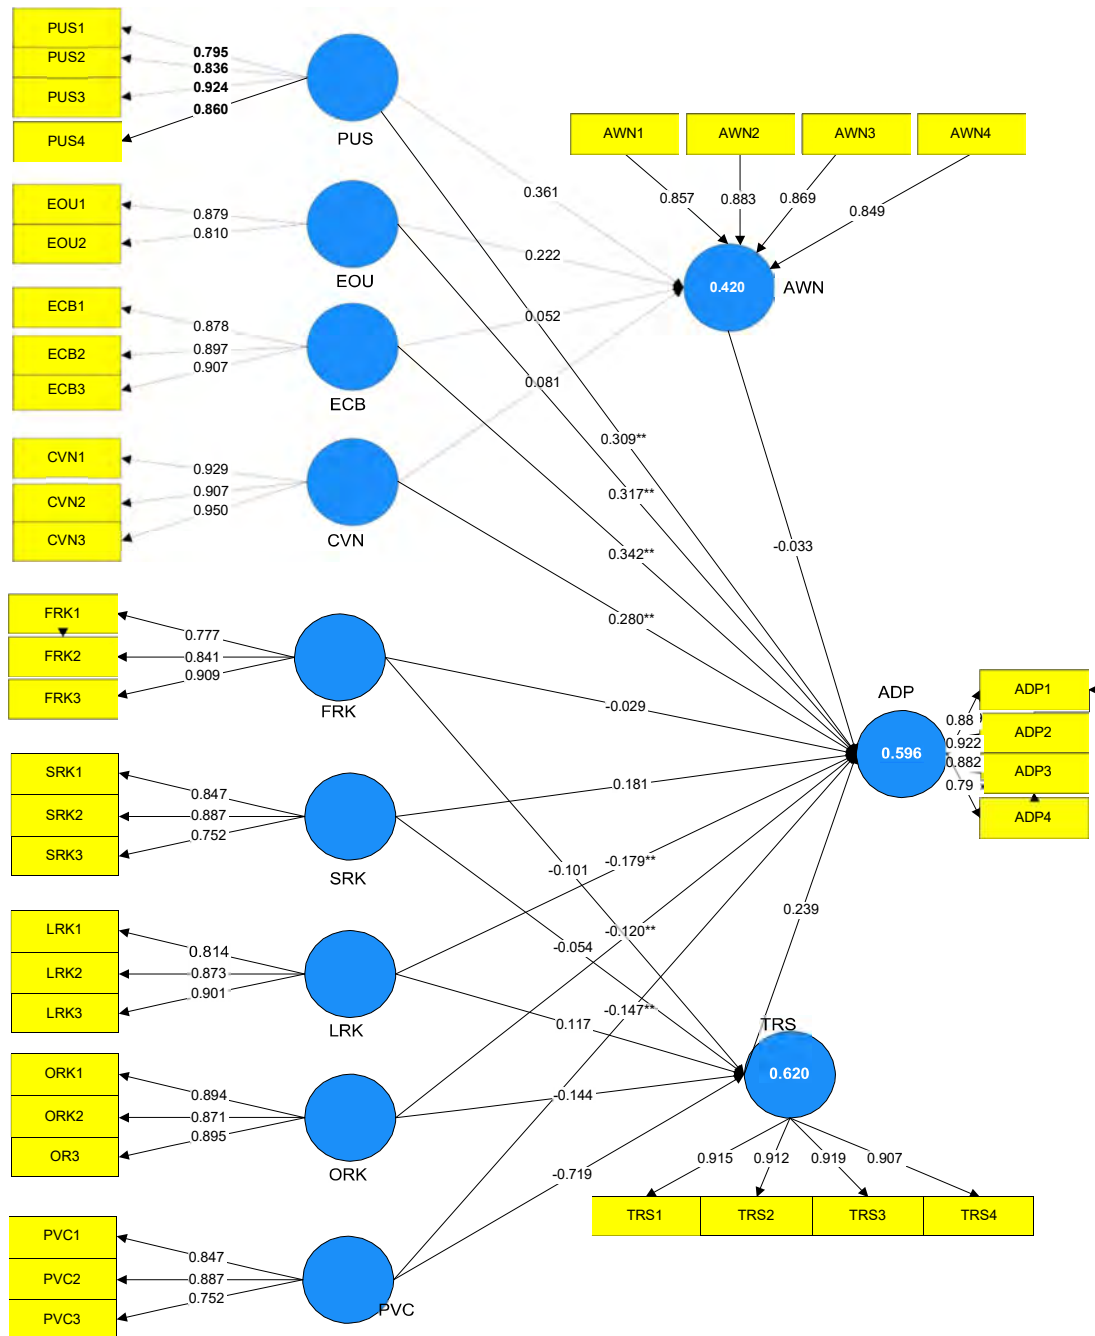 PUS1
PUS2
PUS3
PUS4
0.795
0.836
0.924
0.860
PUS
EOU1
EOU2
0.879
0.810
EOU
ECB1
ECB2
ECB3
0.878
0.897
0.907
ECB
CVN1
CVN2
CVN3
0.929
0.907
0.950
CVN
FRK1
FRK2
FRK3
0.777
0.841
0.909
FRK
SRK1
SRK2
SRK3
0.847
0.887
0.752
SRK
LRK1
LRK2
LRK3
0.814
0.873
0.901
LRK
ORK1
ORK2
OR3
0.894
0.871
0.895
ORK
PVC1
PVC2
PVC3
0.847
0.887
0.752
PVC
AWN1
AWN2
AWN3
AWN4
0.857
0.883
0.869
0.849
0.420
AWN
0.361
0.222
0.052
0.081
0.309**
0.317**
0.342**
0.280**
-0.033
-0.029
0.181
-0.179**
-0.120**
-0.147**
-0.101
-0.054
0.117
-0.144
-0.719
0.239
ADP
0.596
0.88
0.922
0.882
0.79
ADP1
ADP2
ADP3
ADP4
TRS
0.620
0.915
0.912
0.919
0.907
TRS1
TRS2
TRS3
TRS4